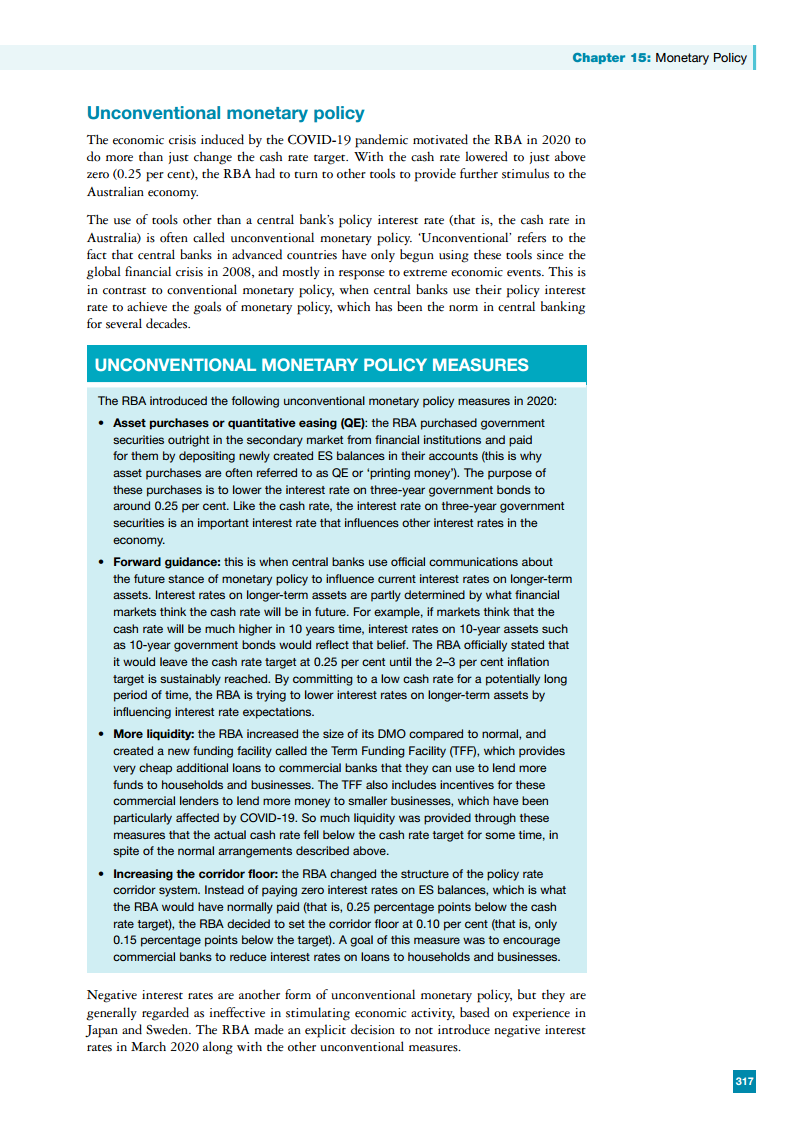 Chapter 15: Monetary Policy
Unconventional monetary policy
The economic crisis induced by the COVID-19 pandemic motivated the RBA in 2020 to
do more than just change the cash rate target. With the cash rate lowered to just above
zero (0.25 per cent), the RBA had to turn to other tools to provide further stimulus to the
Australian economy.
The use of tools other than a central bank's policy interest rate (that is, the cash rate in
Australia) is often called unconventional monetary policy. 'Unconventional' refers to the
fact that central banks in advanced countries have only begun using these tools since the
global financial crisis in 2008, and mostly in response to extreme economic events. This is
in contrast to conventional monetary policy, when central banks use their policy interest
rate to achieve the goals of monetary policy, which has been the norm in central banking
for several decades.
UNCONVENTIONAL MONETARY POLICY MEASURES
The RBA introduced the following unconventional monetary policy measures in 2020:
• Asset purchases or quantitative easing (QE): the RBA purchased government
securities outright in the secondary market from financial institutions and paid
for them by depositing newly created ES balances in their accounts (this is why
asset purchases are often referred to as QE or 'printing money'). The purpose of
these purchases is to lower the interest rate on three-year government bonds to
around 0.25 per cent. Like the cash rate, the interest rate on three-year government
securities is an important interest rate that influences other interest rates in the
economy.
• Forward guidance: this is when central banks use official communications about
the future stance of monetary policy to influence current interest rates on longer-term
assets. Interest rates on longer-term assets are partly determined by what financial
markets think the cash rate will be in future. For example, if markets think that the
cash rate will be much higher in 10 years time, interest rates on 10-year assets such
as 10-year government bonds would reflect that belief. The RBA officially stated that
it would leave the cash rate target at 0.25 per cent until the 2–3 per cent inflation
target is sustainably reached. By committing to a low cash rate for a potentially long
period of time, the RBA is trying to lower interest rates on longer-term assets by
influencing interest rate expectations.
• More liquidity: the RBA increased the size of its DMO compared to normal, and
created a new funding facility called the Term Funding Facility (TFF), which provides
very cheap additional loans to commercial banks that they can use to lend more
funds to households and businesses. The TFF also includes incentives for these
commercial lenders to lend more money to smaller businesses, which have been
particularly affected by COVID-19. So much liquidity was provided through these
measures that the actual cash rate fell below the cash rate target for some time, in
spite of the normal arrangements described above.
• Increasing the corridor floor: the RBA changed the structure of the policy rate
corridor system. Instead of paying zero interest rates on ES balances, which is what
the RBA would have normally paid (that is, 0.25 percentage points below the cash
rate target), the RBA decided to set the corridor floor at 0.10 per cent (that is, only
0.15 percentage points below the target). A goal of this measure was to encourage
commercial banks to reduce interest rates on loans to households and businesses.
Negative interest rates are another form of unconventional monetary policy, but they are
generally regarded as ineffective in stimulating economic activity, based on experience in
Japan and Sweden. The RBA made an explicit decision to not introduce negative interest
rates in March 2020 along with the other unconventional measures.
317